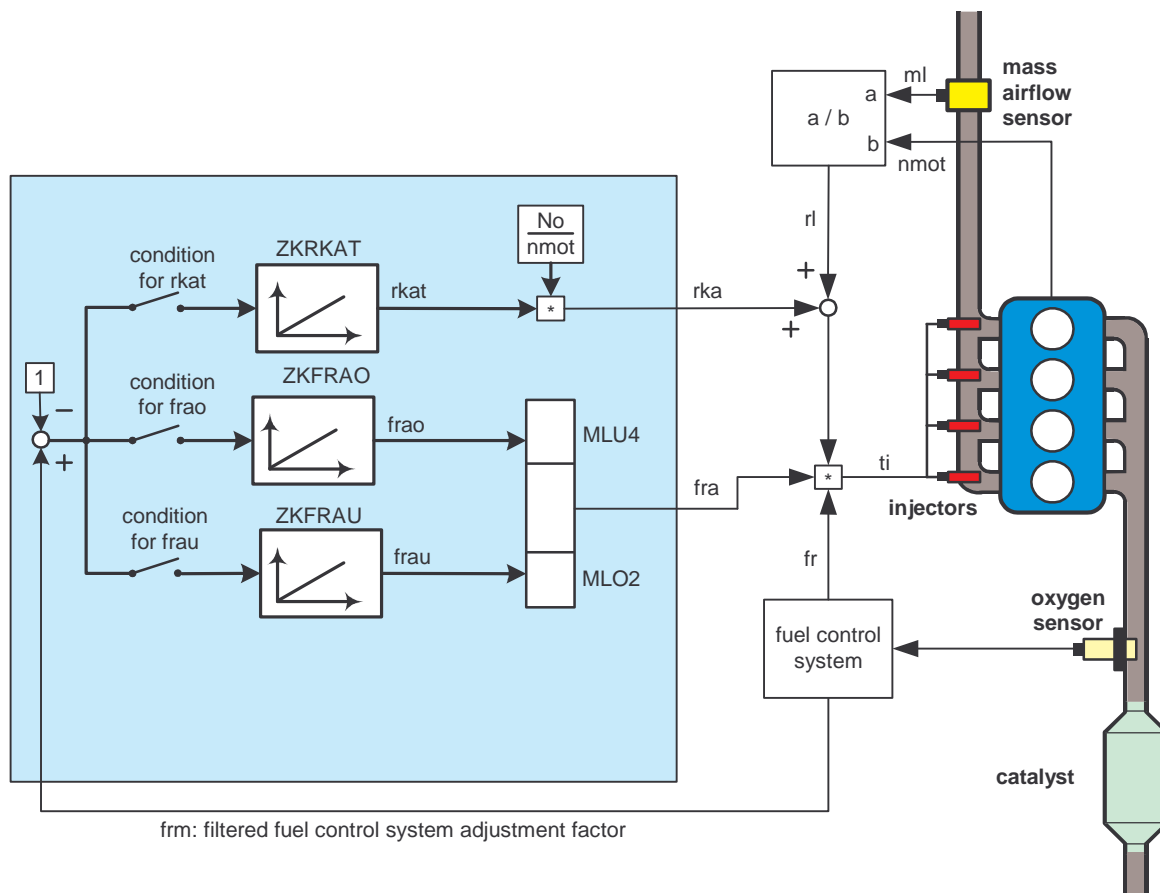 ml
mass
airflow
sensor
a
a / b
b
nmot
rl
No
nmot
ZKRKAT
condition
for rkat
rkat
*
rka
+
+
1
−
+
condition
for frao
ZKFRAO
frao
MLU4
fra
*
ti
injectors
condition
for frau
ZKFRAU
frau
MLO2
fr
fuel control
system
oxygen
sensor
catalyst
frm: filtered fuel control system adjustment factor